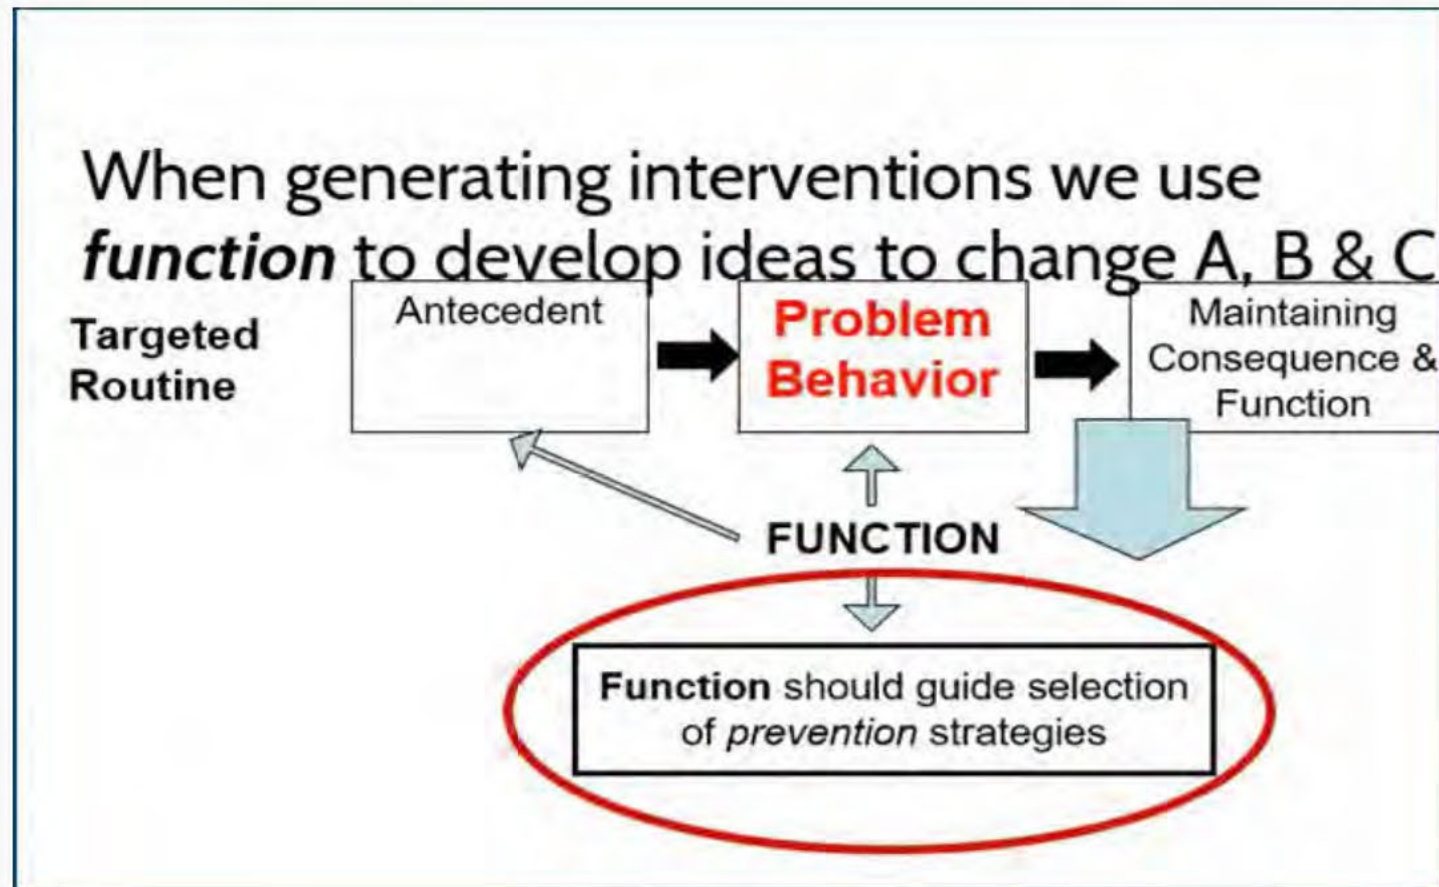 When generating interventions we use
function to develop ideas to change A, B & C
Targeted
Routine
Antecedent
Problem
Behavior
Maintaining
Consequence &
Function
FUNCTION
Function should guide selection
of prevention strategies